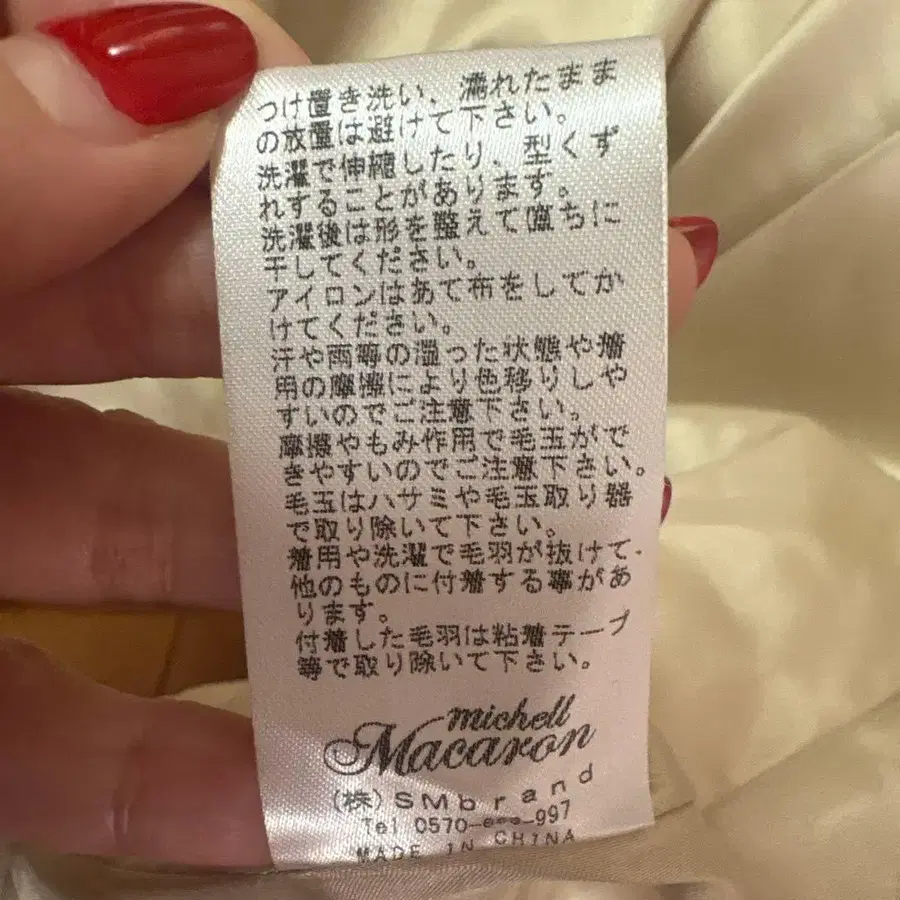 つけ置き洗い、濡れたまま
の放置は避けて下さい。
洗濯で伸縮したり、型くず
れすることがあります。
洗濯後は形を整えて直ちに
干してください。
アイロンはあて布をしてか
けてください。
汗や雨等の湿った状態や着
用の摩擦により色移りしや
すいのでご注意下さい。
摩擦やもみ作用で毛玉がで
きやすいのでご注意下さい。
毛玉はハサミや毛玉取り器
で取り除いて下さい。
着用や洗濯で毛羽が抜けて、
他のものに付着する事があ
ります。
付着した毛羽は粘着テープ
等で取り除いて下さい。
michell
Macaron
(株)SMbrand
Tel 0570- -997
MADE IN CHINA